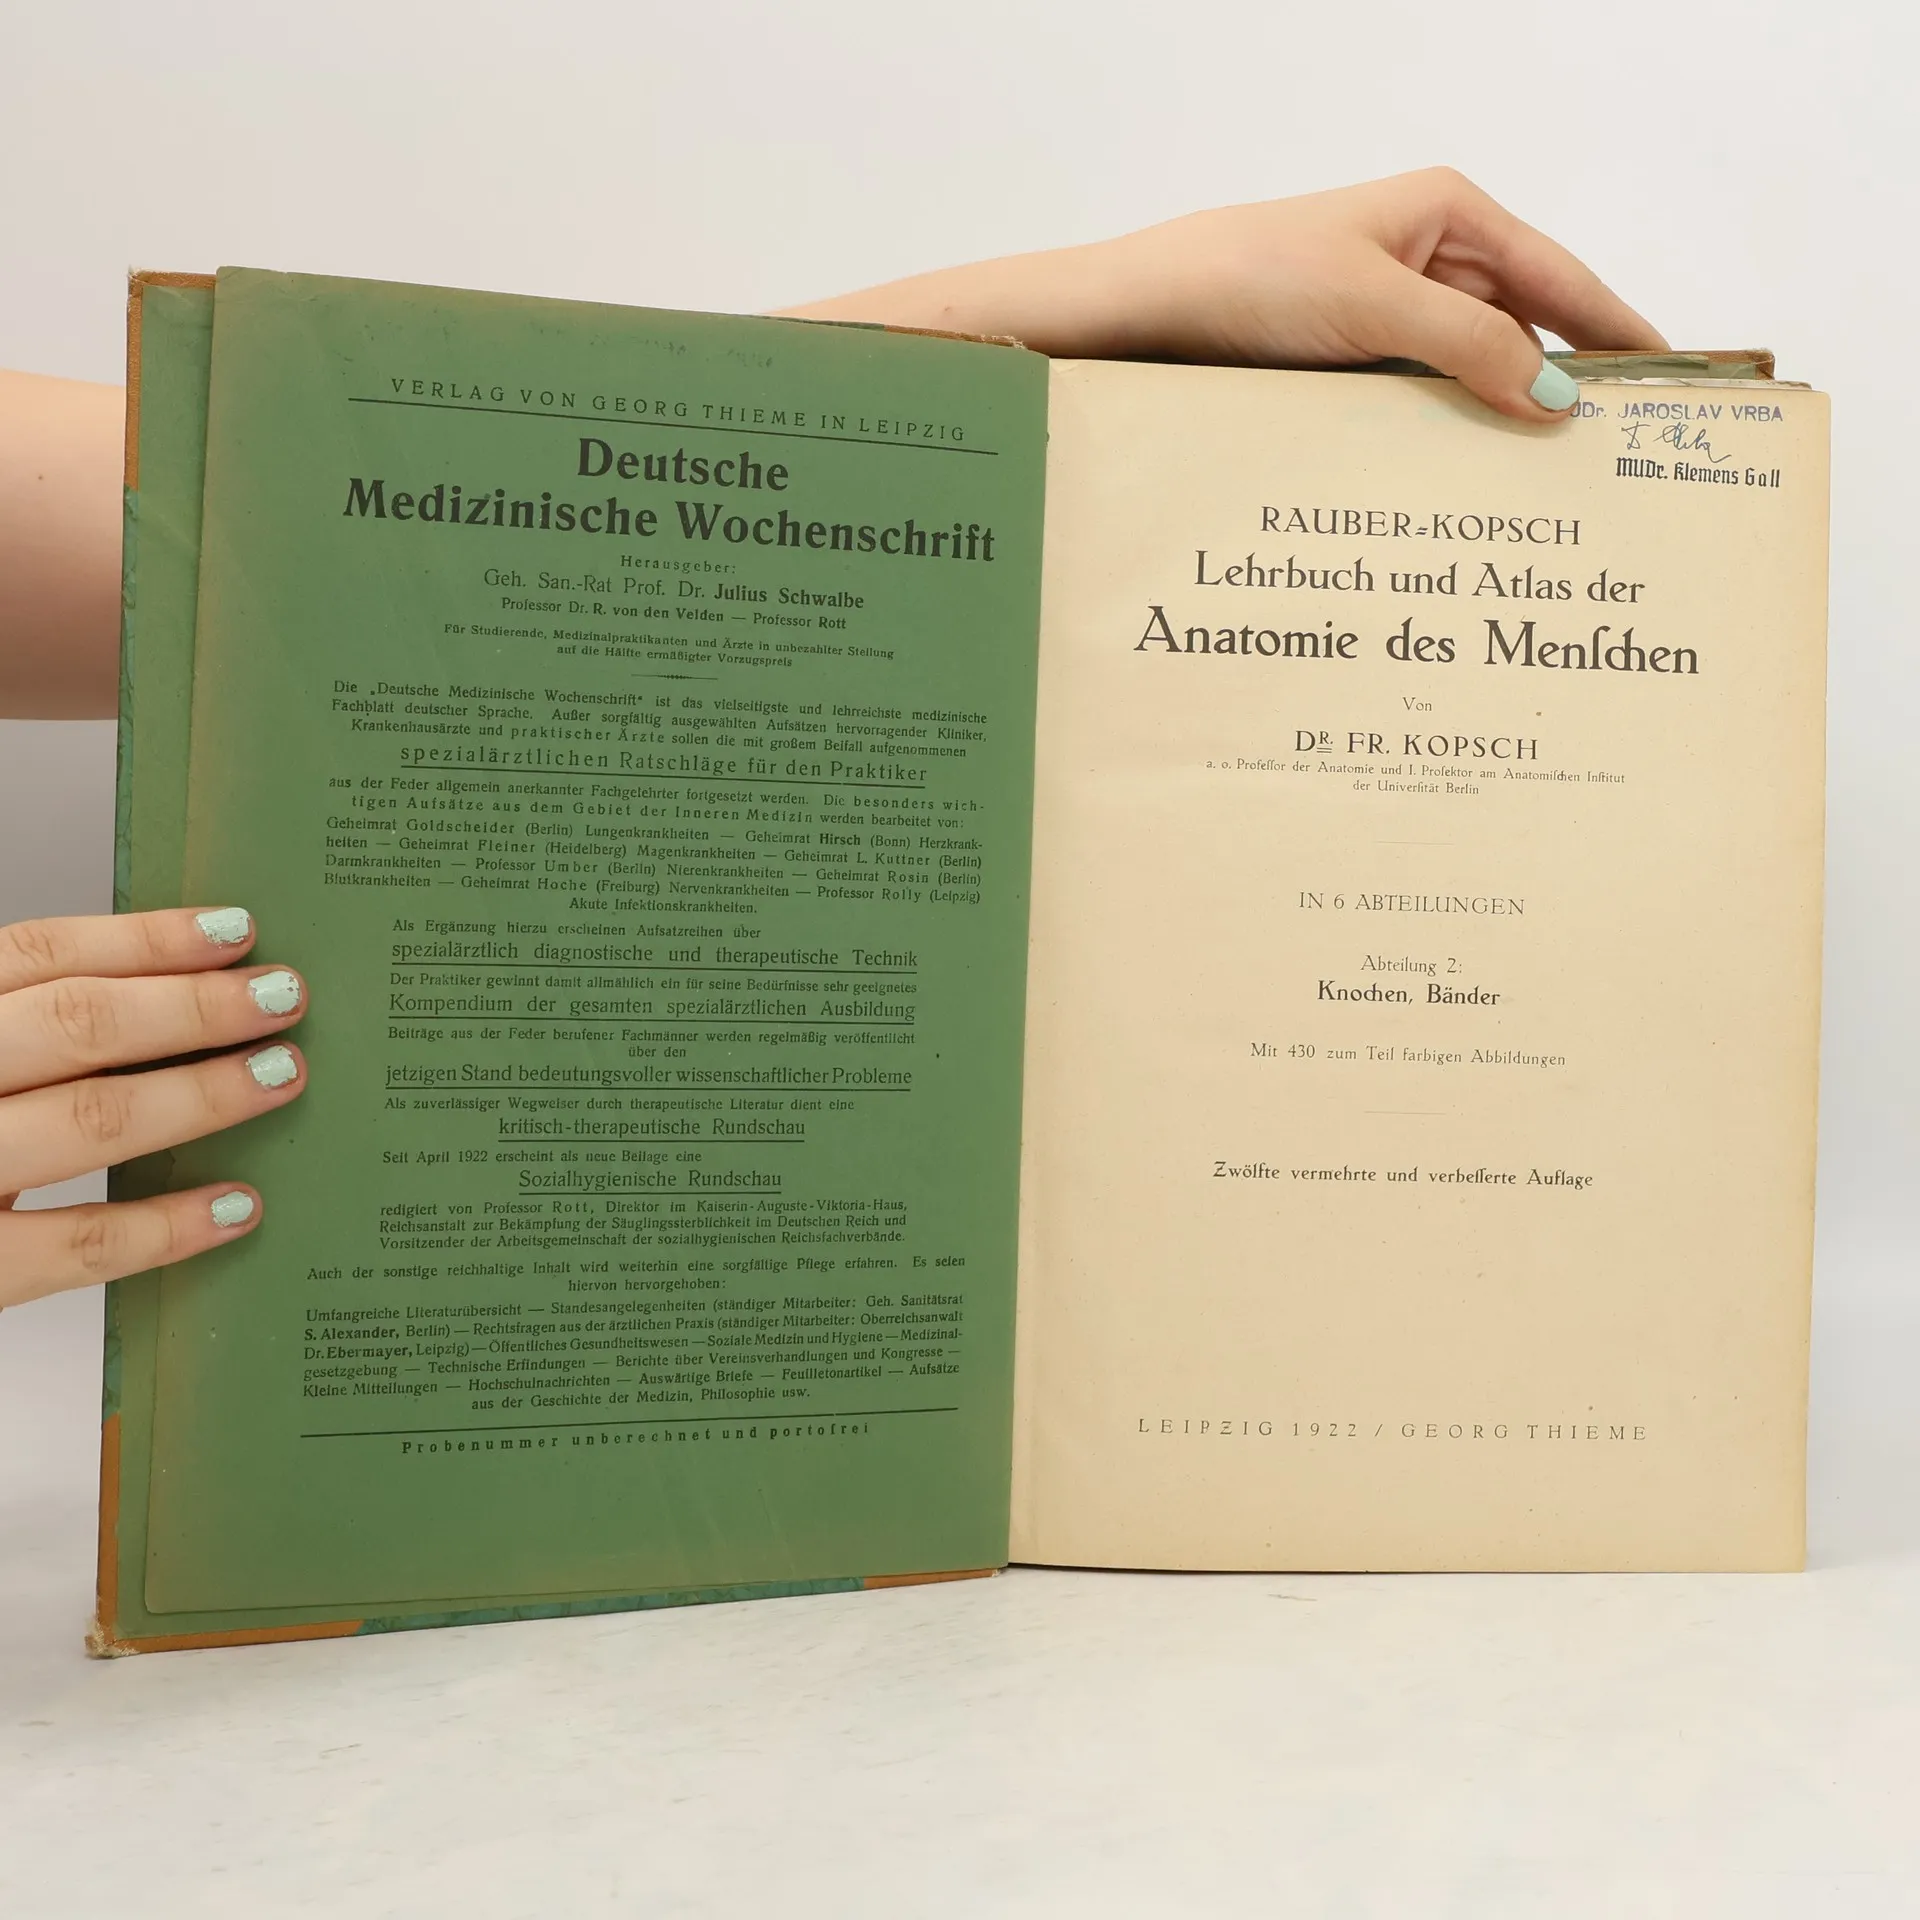 VERLAG VON GEORG THIEME IN LEIPZIG
Deutsche
Medizinische Wochenschrift
Herausgeber:
Geh. San.-Rat Prof. Dr. Julius Schwalbe
Professor Dr. R. von den Velden — Professor Rott
Für Studierende, Medizinalpraktikanten und Ärzte in unbezahlter Stellung
auf die Hälfte ermäßigter Vorzugspreis
Die „Deutsche Medizinische Wochenschrift“ ist das vielseitigste und lehrreichste medizinische
Fachblatt deutscher Sprache. Außer sorgfältig ausgewählten Aufsätzen hervorragender Kliniker,
Krankenhausärzte und praktischer Ärzte sollen die mit großem Beifall aufgenommenen
spezialärztlichen Ratschläge für den Praktiker
aus der Feder allgemein anerkannter Fachgelehrter fortgesetzt werden. Die besonders wich-
tigen Aufsätze aus dem Gebiet der Inneren Medizin werden bearbeitet von:
Geheimrat Goldscheider (Berlin) Lungenkrankheiten — Geheimrat Hirsch (Bonn) Herzkrank-
heiten — Geheimrat Fleiner (Heidelberg) Magenkrankheiten — Geheimrat L. Kuttner (Berlin)
Darmkrankheiten — Professor Umber (Berlin) Nierenkrankheiten — Geheimrat Rosin (Berlin)
Blutkrankheiten — Geheimrat Hoche (Freiburg) Nervenkrankheiten — Professor Rolly (Leipzig)
Akute Infektionskrankheiten.
Als Ergänzung hierzu erscheinen Aufsatzreihen über
spezialärztlich diagnostische und therapeutische Technik
Der Praktiker gewinnt damit allmählich ein für seine Bedürfnisse sehr geeignetes
Kompendium der gesamten spezialärztlichen Ausbildung
Beiträge aus der Feder berufener Fachmänner werden regelmäßig veröffentlicht
über den
jetzigen Stand bedeutungsvoller wissenschaftlicher Probleme
Als zuverlässiger Wegweiser durch therapeutische Literatur dient eine
kritisch-therapeutische Rundschau
Seit April 1922 erscheint als neue Beilage eine
Sozialhygienische Rundschau
redigiert von Professor Rott, Direktor im Kaiserin-Auguste-Viktoria-Haus,
Reichsanstalt zur Bekämpfung der Säuglingssterblichkeit im Deutschen Reich und
Vorsitzender der Arbeitsgemeinschaft der sozialhygienischen Reichsfachverbände.
Auch der sonstige reichhaltige Inhalt wird weiterhin eine sorgfältige Pflege erfahren. Es seien
hiervon hervorgehoben:
Umfangreiche Literaturübersicht — Standesangelegenheiten (ständiger Mitarbeiter: Geh. Sanitätsrat
S. Alexander, Berlin) — Rechtsfragen aus der ärztlichen Praxis (ständiger Mitarbeiter: Oberreichsanwalt
Dr. Ebermayer, Leipzig) — Öffentliches Gesundheitswesen — Soziale Medizin und Hygiene — Medizinal-
gesetzgebung — Technische Erfindungen — Berichte über Vereinsverhandlungen und Kongresse —
Kleine Mitteilungen — Hochschulnachrichten — Auswärtige Briefe — Feuilletonartikel — Aufsätze
aus der Geschichte der Medizin, Philosophie usw.
Probenummer unberechnet und portofrei
Dr. JAROSLAV VRBA
MUDr. Klemens Gall
RAUBER-KOPSCH
Lehrbuch und Atlas der
Anatomie des Menſchen
Von
DR. FR. KOPSCH
a. o. Profeſſor der Anatomie und I. Proſektor am Anatomiſchen Inſtitut
der Univerſität Berlin
IN 6 ABTEILUNGEN
Abteilung 2:
Knochen, Bänder
Mit 430 zum Teil farbigen Abbildungen
Zwölfte vermehrte und verbeſſerte Auflage
LEIPZIG 1922 / GEORG THIEME